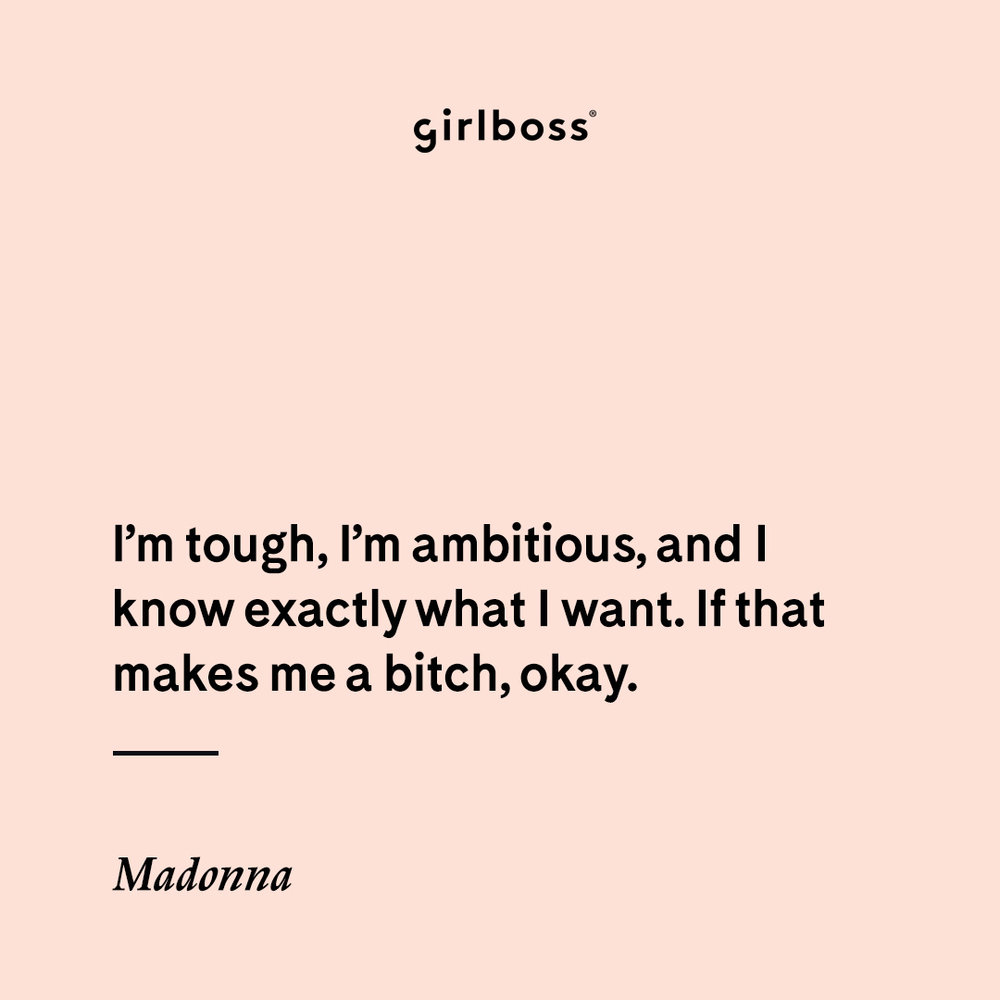 girlboss®
I’m tough, I’m ambitious, and I
know exactly what I want. If that
makes me a bitch, okay.
Madonna